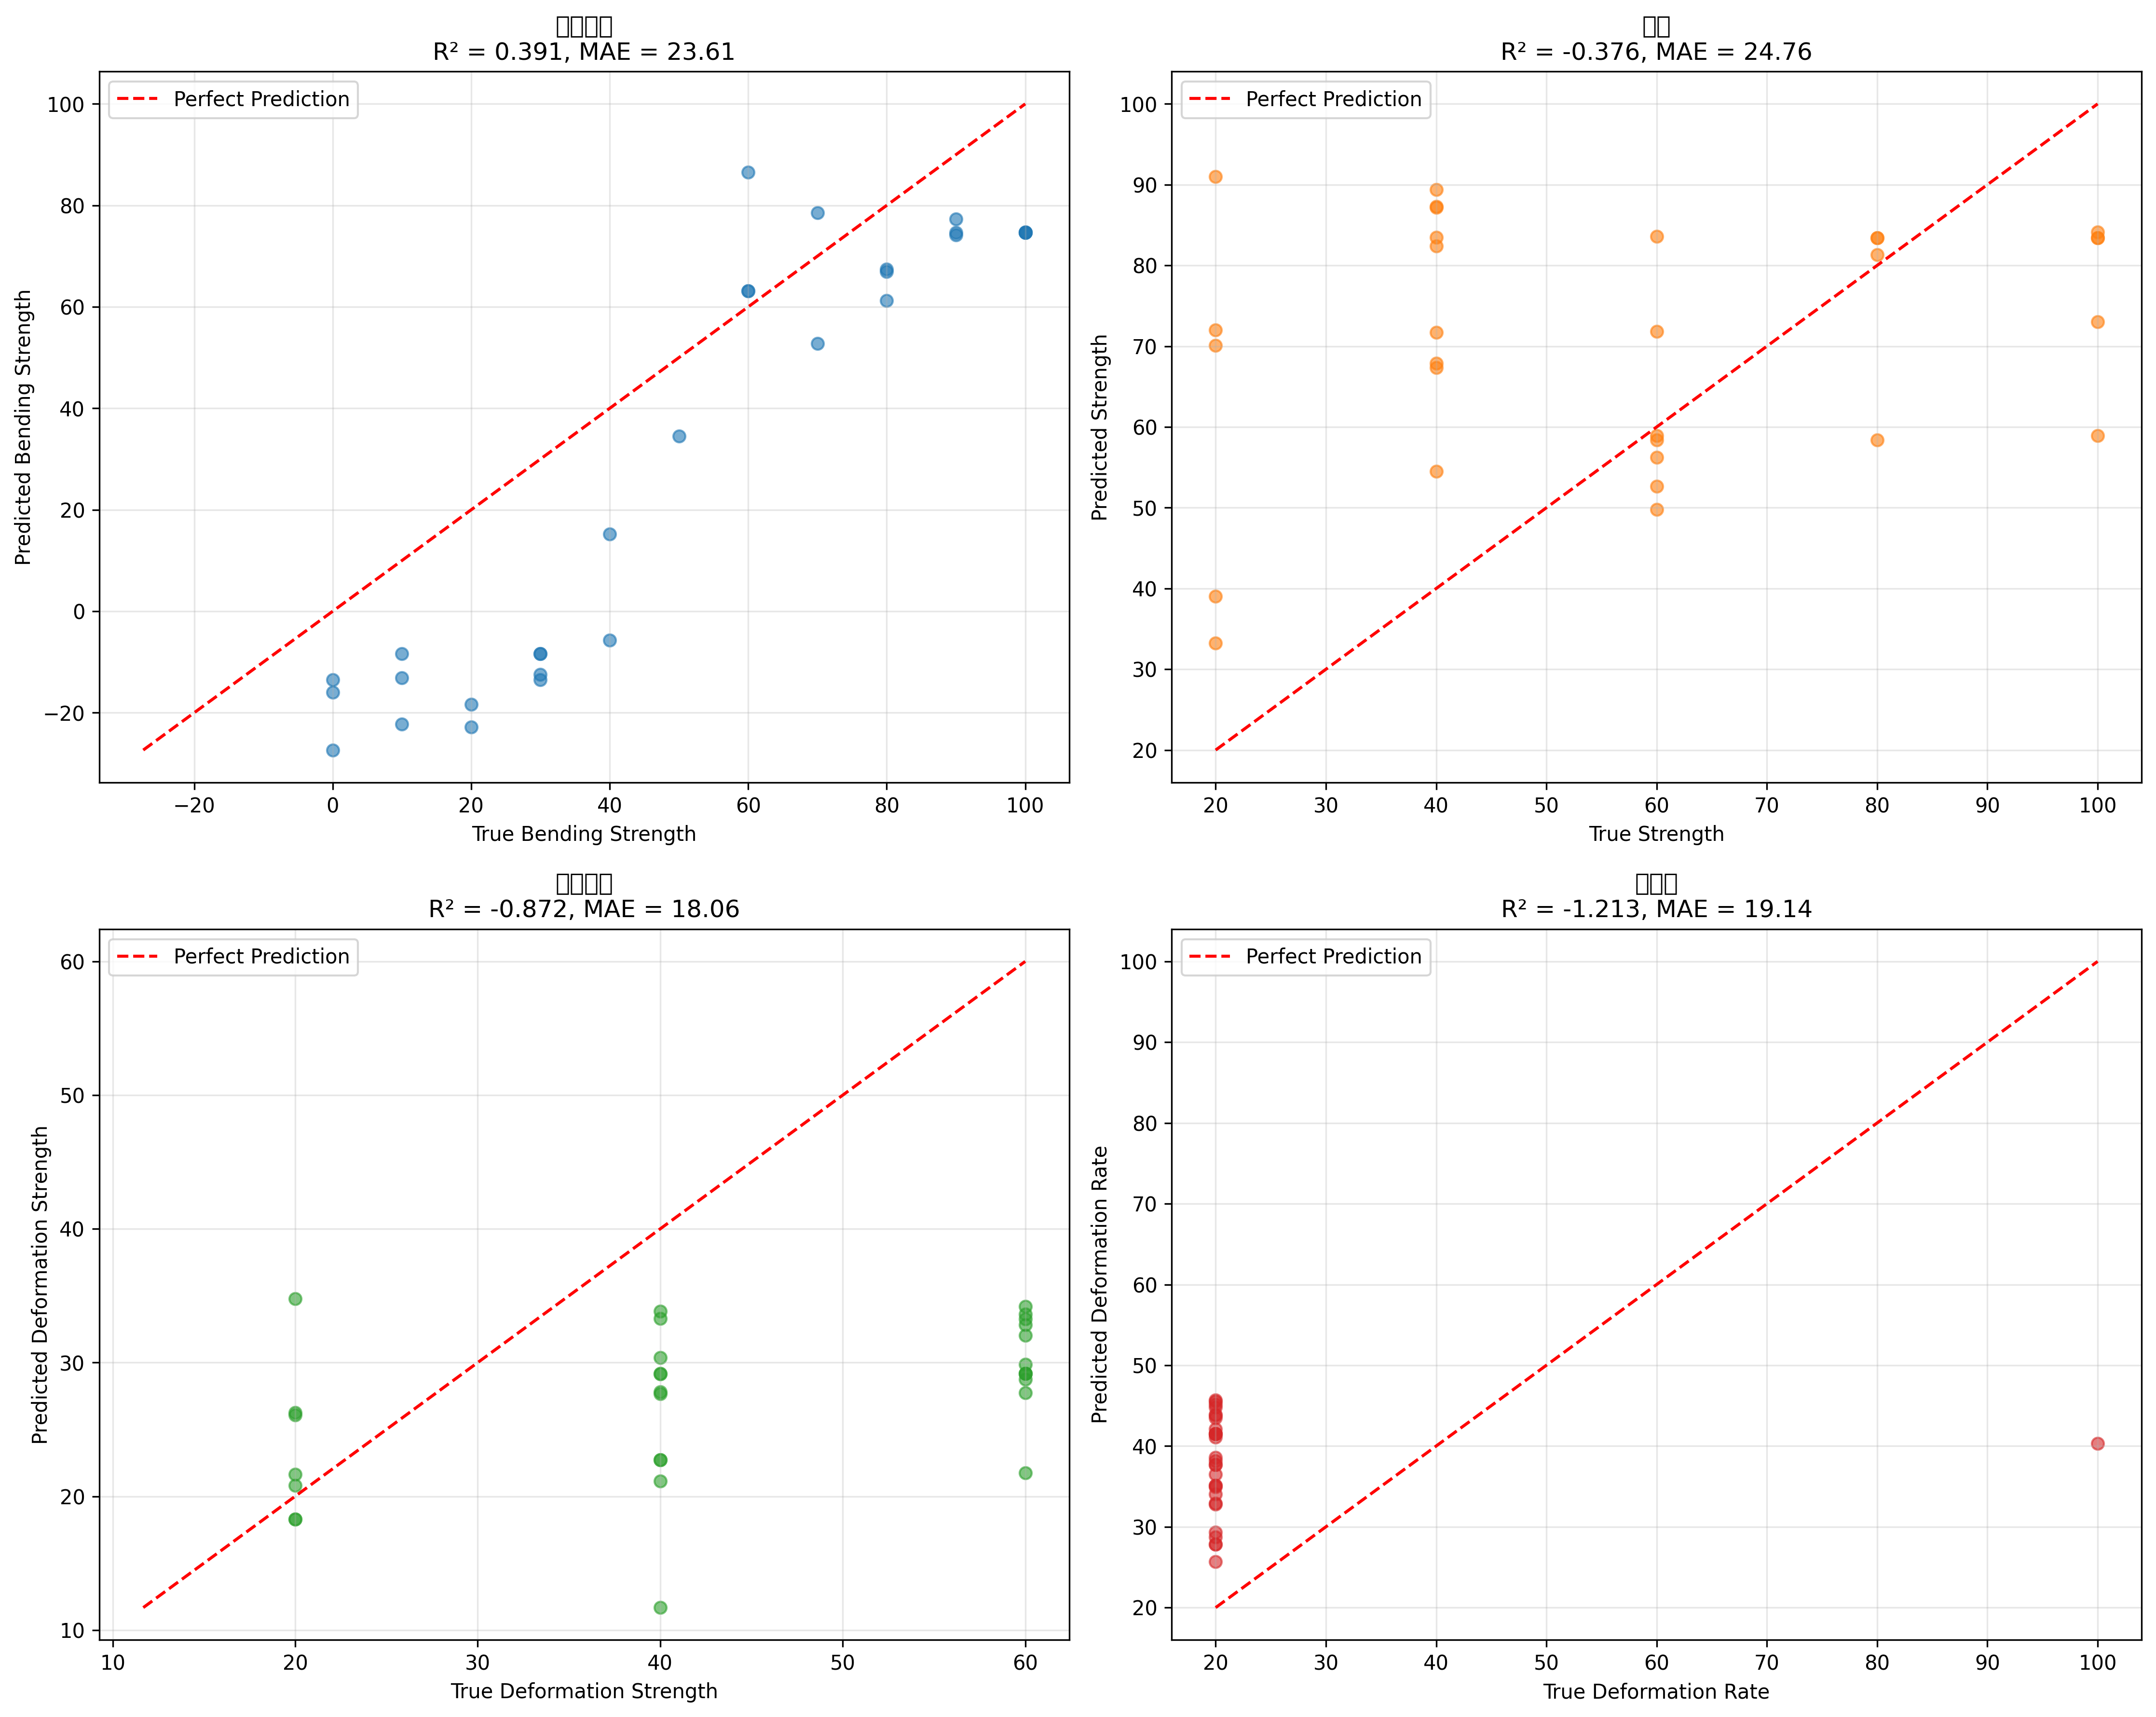 R² = 0.391, MAE = 23.61
Perfect Prediction
100
80
60
40
20
0
−20
Predicted Bending Strength
−20 0 20 40 60 80 100
True Bending Strength
R² = -0.376, MAE = 24.76
Perfect Prediction
100
90
80
70
60
50
40
30
20
Predicted Strength
20 30 40 50 60 70 80 90 100
True Strength
R² = -0.872, MAE = 18.06
Perfect Prediction
60
50
40
30
20
10
Predicted Deformation Strength
10 20 30 40 50 60
True Deformation Strength
R² = -1.213, MAE = 19.14
Perfect Prediction
100
90
80
70
60
50
40
30
20
Predicted Deformation Rate
20 30 40 50 60 70 80 90 100
True Deformation Rate